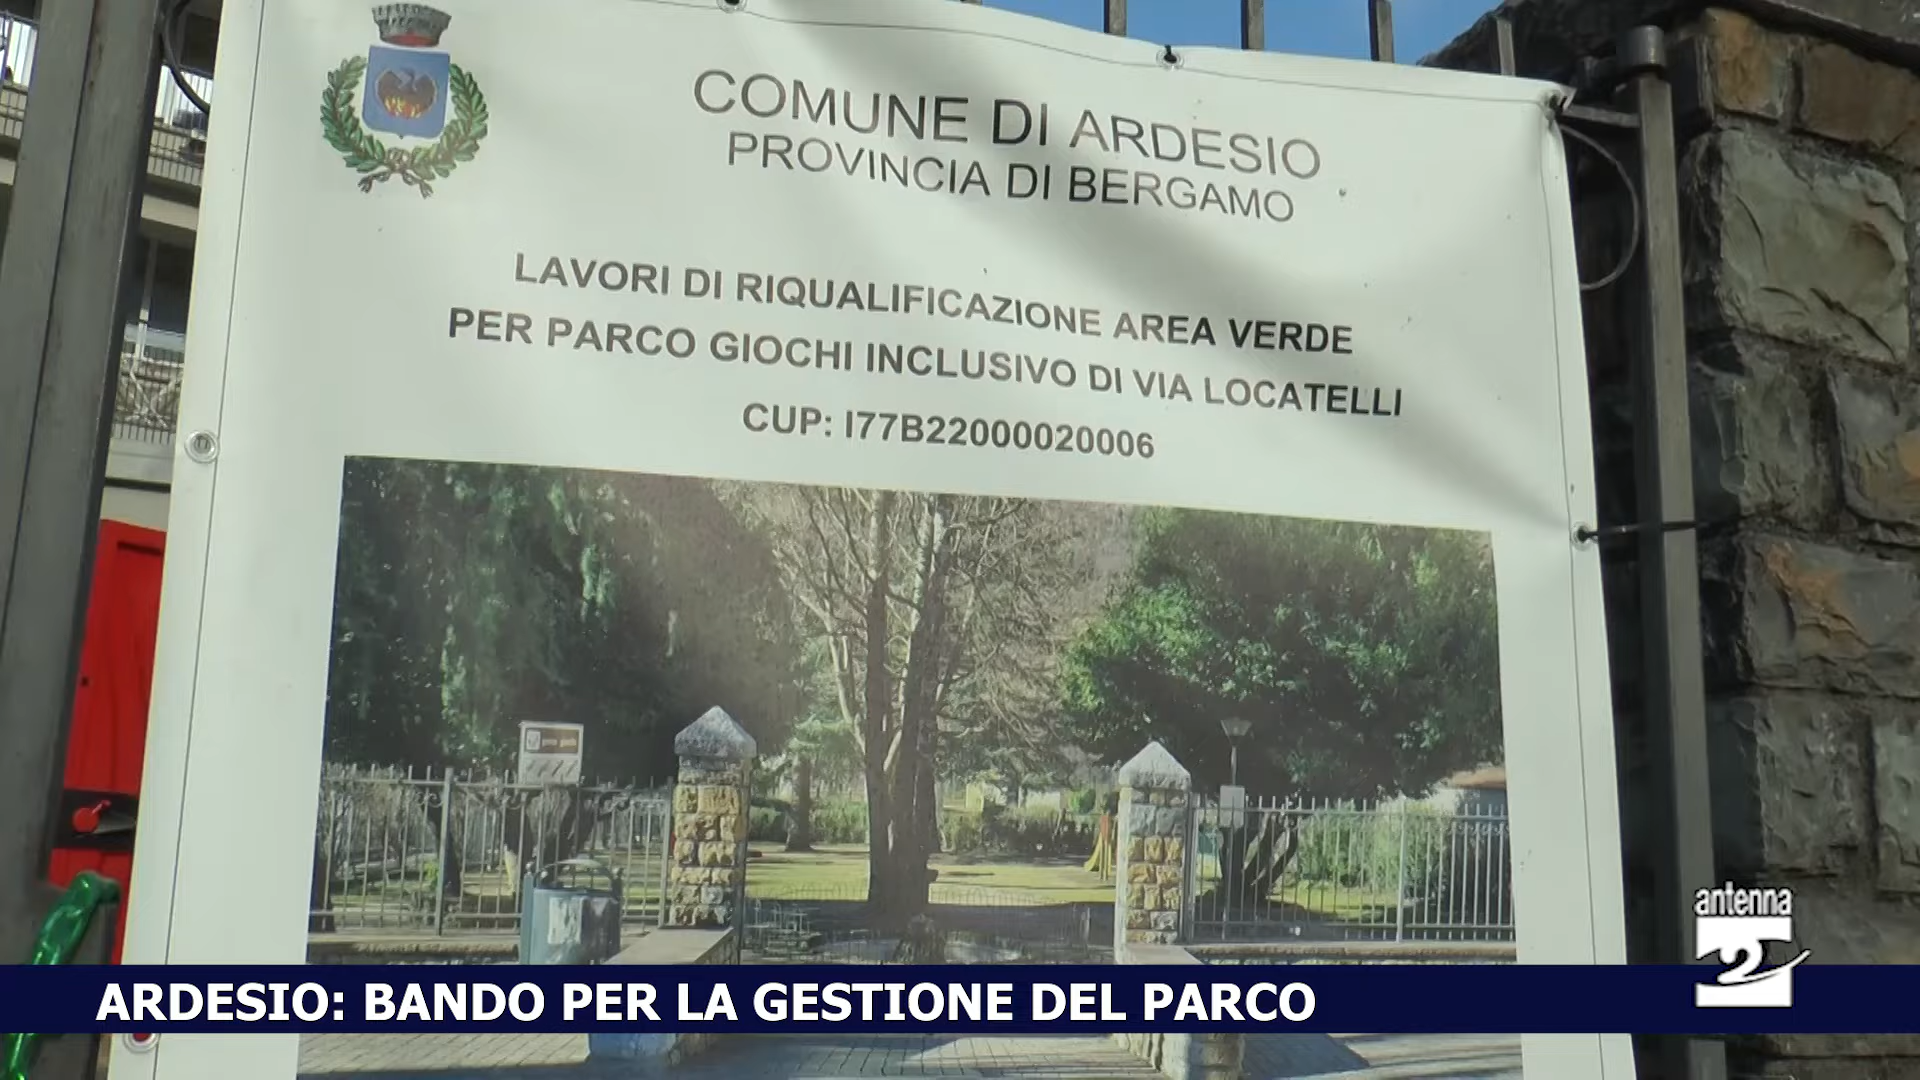 COMUNE DI ARDESIO
PROVINCIA DI BERGAMO
LAVORI DI RIQUALIFICAZIONE AREA VERDE
PER PARCO GIOCHI INCLUSIVO DI VIA LOCATELLI
CUP: I77B22000020006
antenna
2
ARDESIO: BANDO PER LA GESTIONE DEL PARCO